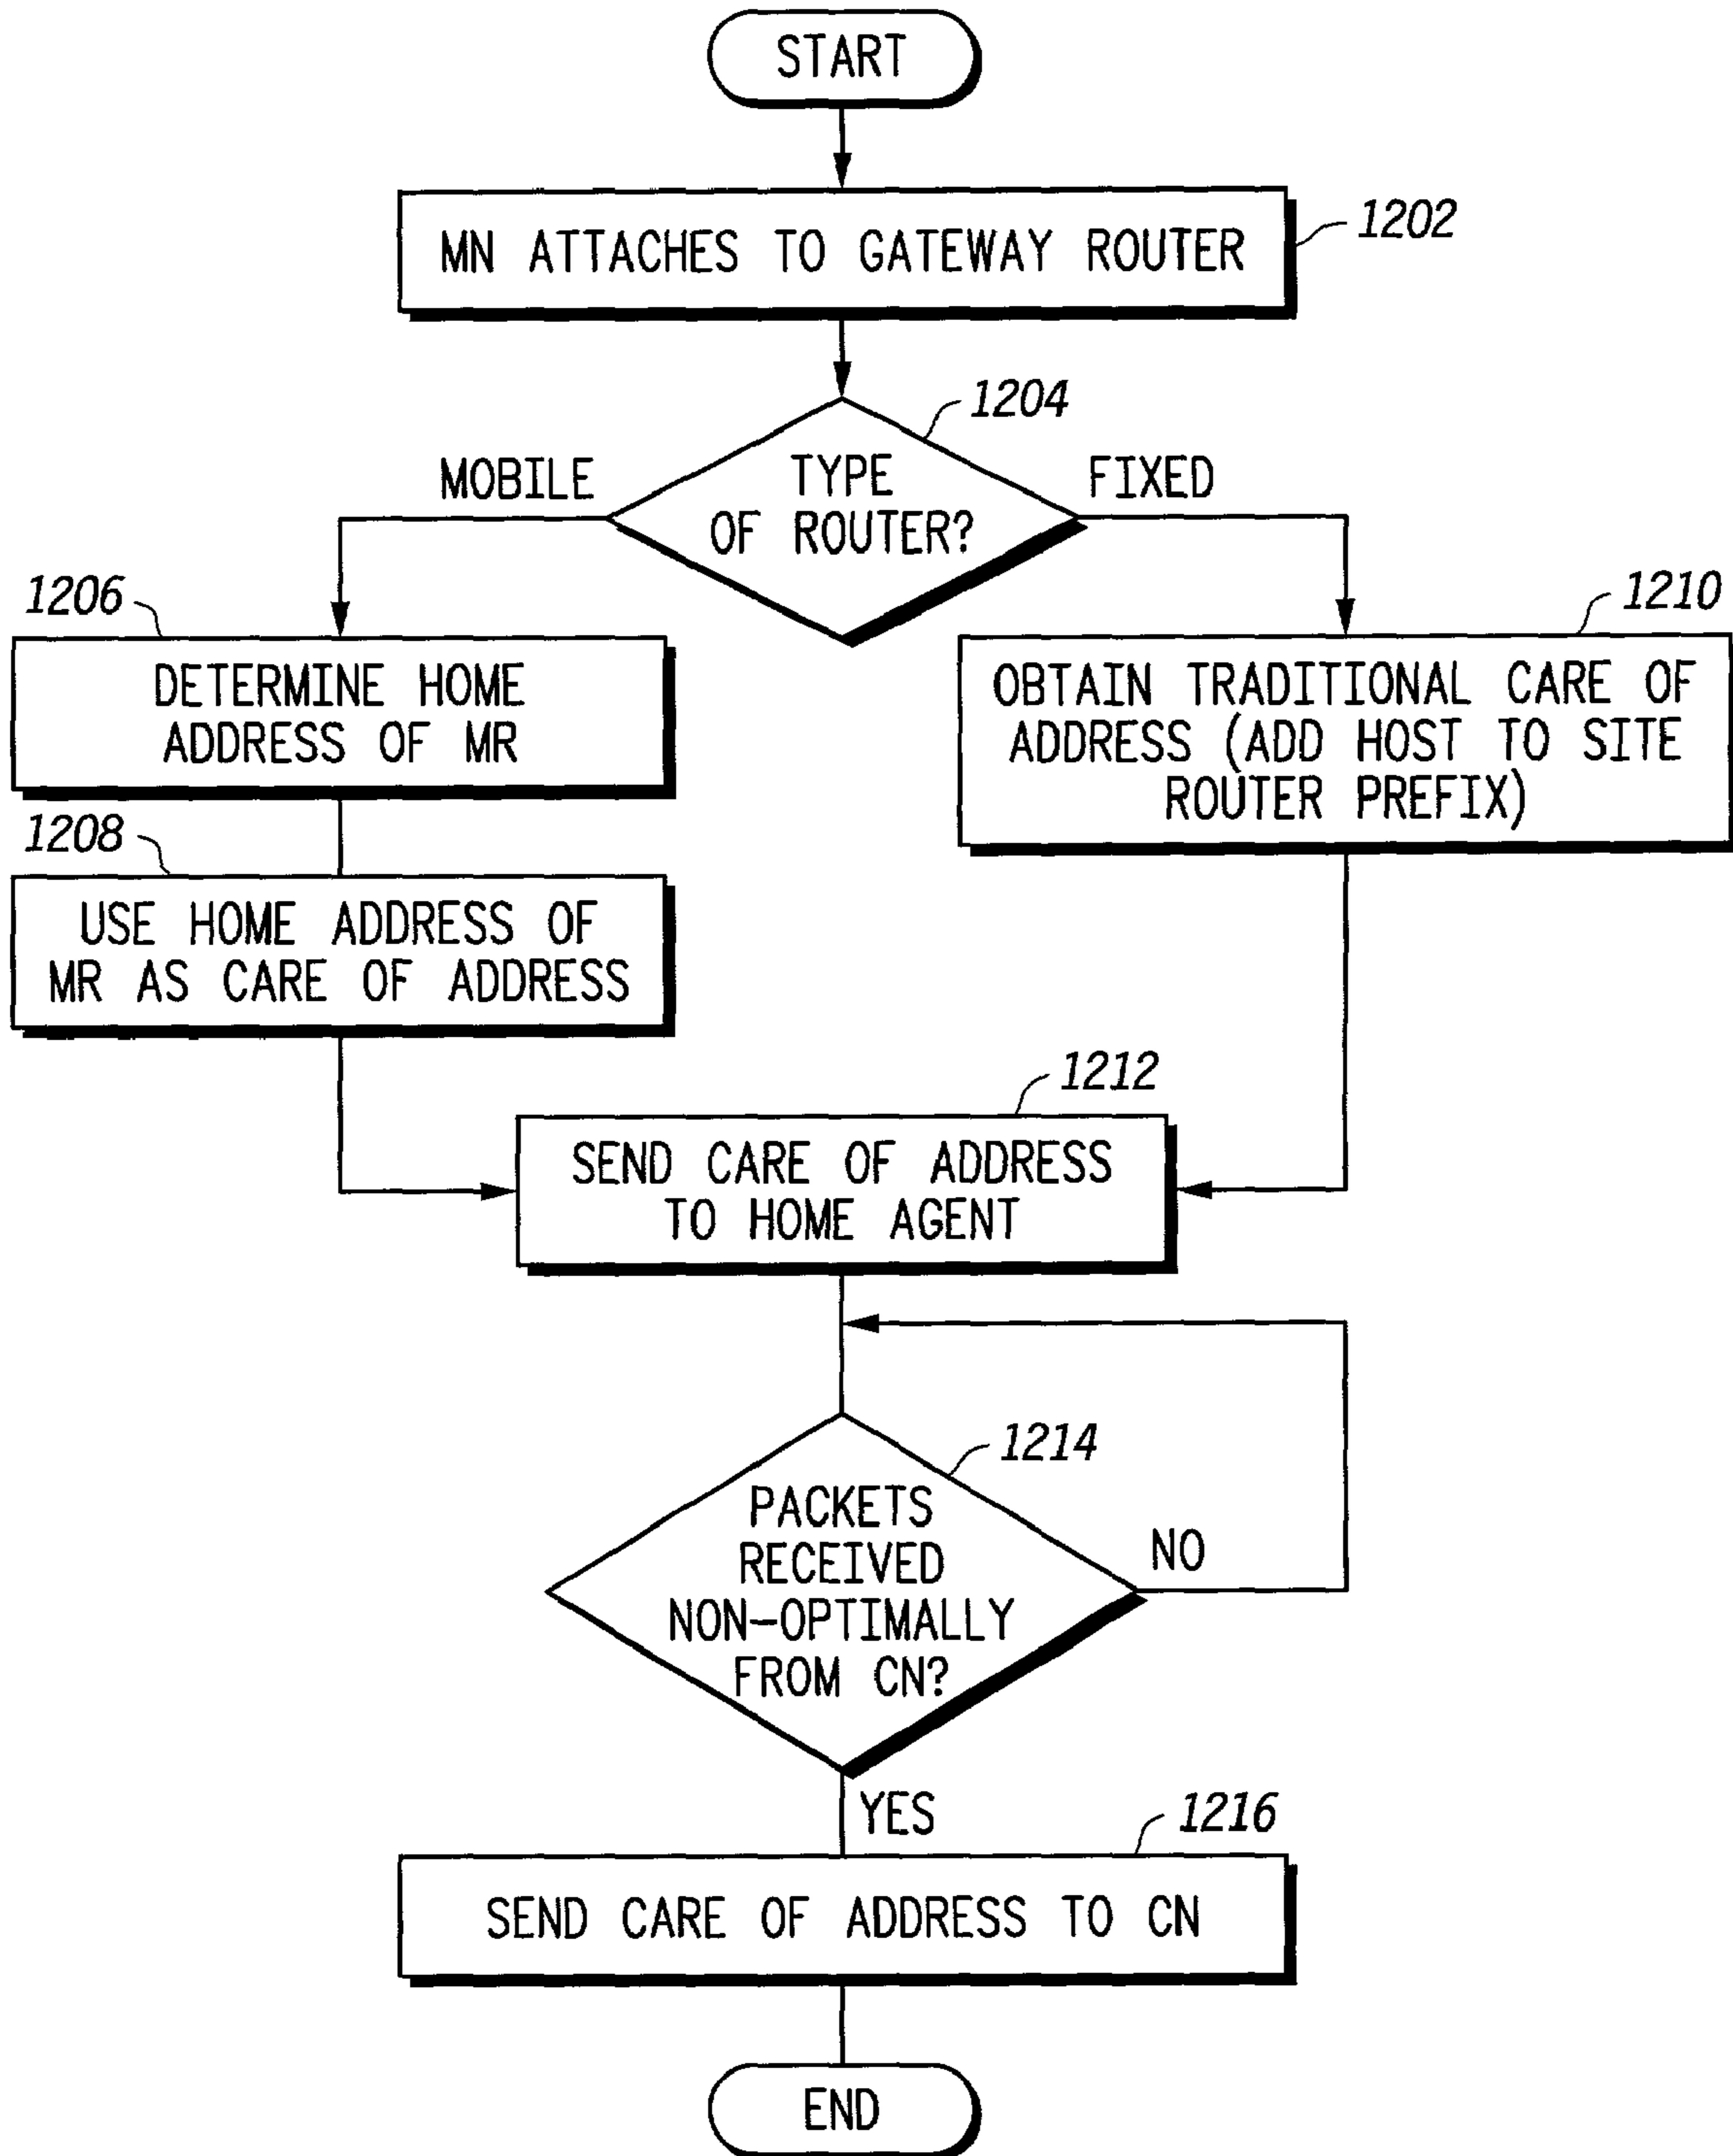 START
MN ATTACHES TO GATEWAY ROUTER
1202
1204
TYPE
OF ROUTER?
MOBILE
FIXED
1206
DETERMINE HOME
ADDRESS OF MR
1208
USE HOME ADDRESS OF
MR AS CARE OF ADDRESS
1210
OBTAIN TRADITIONAL CARE OF
ADDRESS (ADD HOST TO SITE
ROUTER PREFIX)
1212
SEND CARE OF ADDRESS
TO HOME AGENT
1214
PACKETS
RECEIVED
NON-OPTIMALLY
FROM CN?
NO
YES
1216
SEND CARE OF ADDRESS TO CN
END